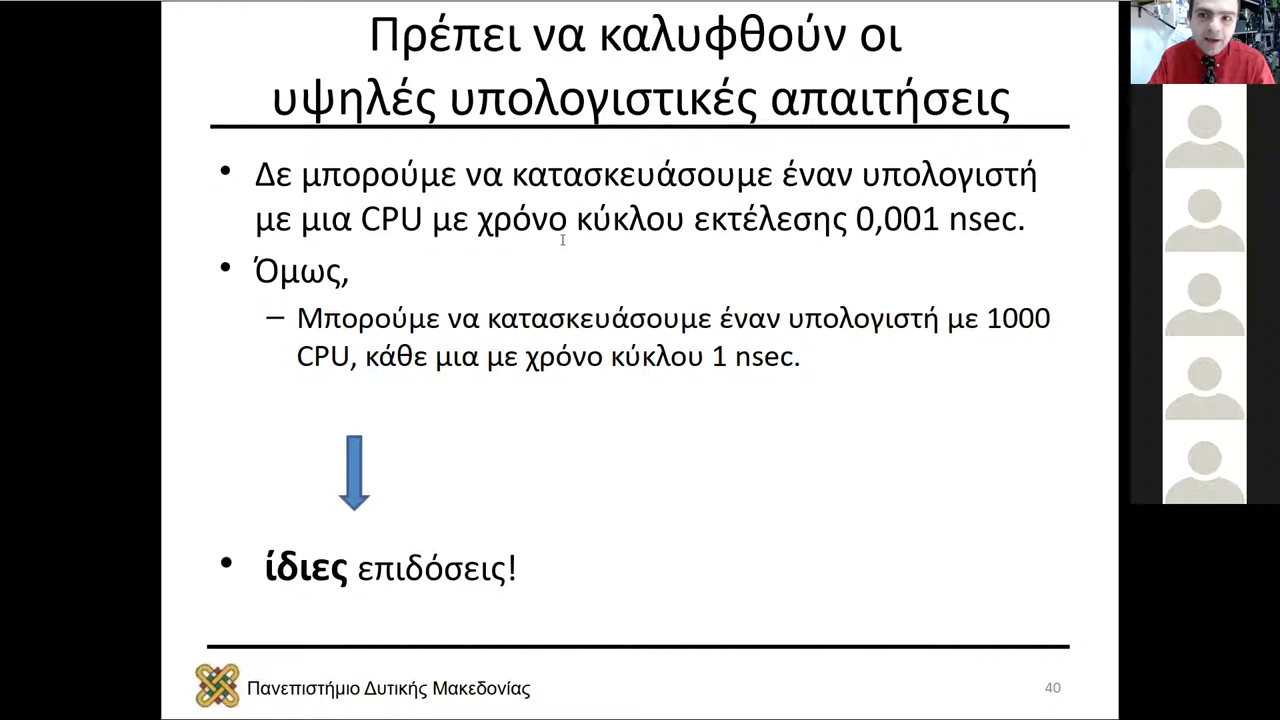 Πρέπει να καλυφθούν οι
υψηλές υπολογιστικές απαιτήσεις
• Δε μπορούμε να κατασκευάσουμε έναν υπολογιστή
με μια CPU με χρόνο κύκλου εκτέλεσης 0,001 nsec.
• Όμως,
– Μπορούμε να κατασκευάσουμε έναν υπολογιστή με 1000
CPU, κάθε μια με χρόνο κύκλου 1 nsec.
• ίδιες επιδόσεις!
Πανεπιστήμιο Δυτικής Μακεδονίας
40